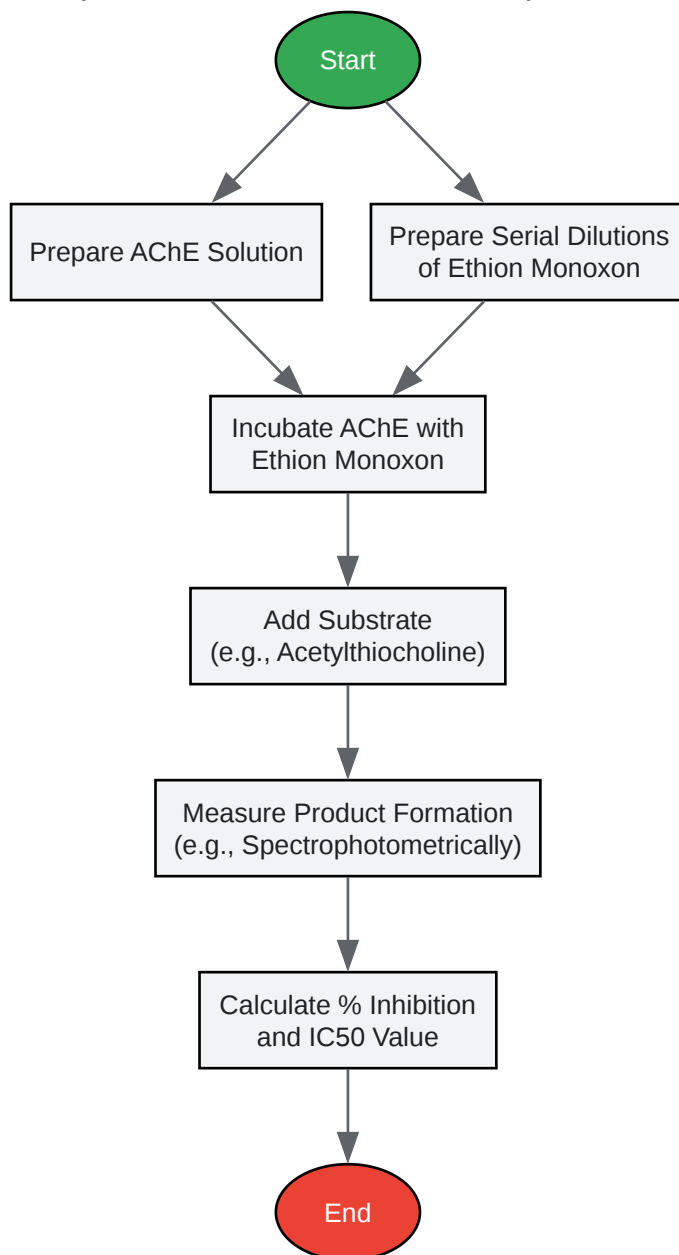 Start
Prepare AChE Solution
Prepare Serial Dilutions
of Ethion Monoxon
Incubate AChE with
Ethion Monoxon
Add Substrate
(e.g., Acetylthiocholine)
Measure Product Formation
(e.g., Spectrophotometrically)
Calculate % Inhibition
and IC50 Value
End